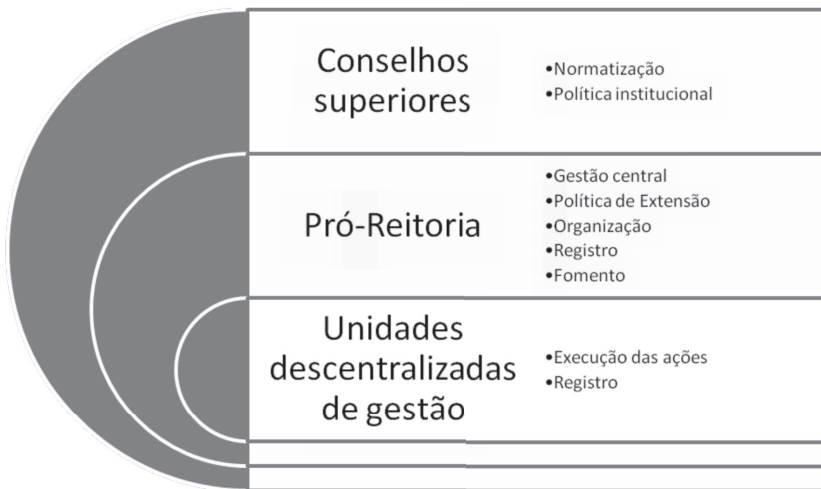 Conselhos
superiores
•Normatização
•Política institucional
Pró-Reitoria
•Gestão central
•Política de Extensão
•Organização
•Registro
•Fomento
Unidades
descentralizadas
de gestão
•Execução das ações
•Registro